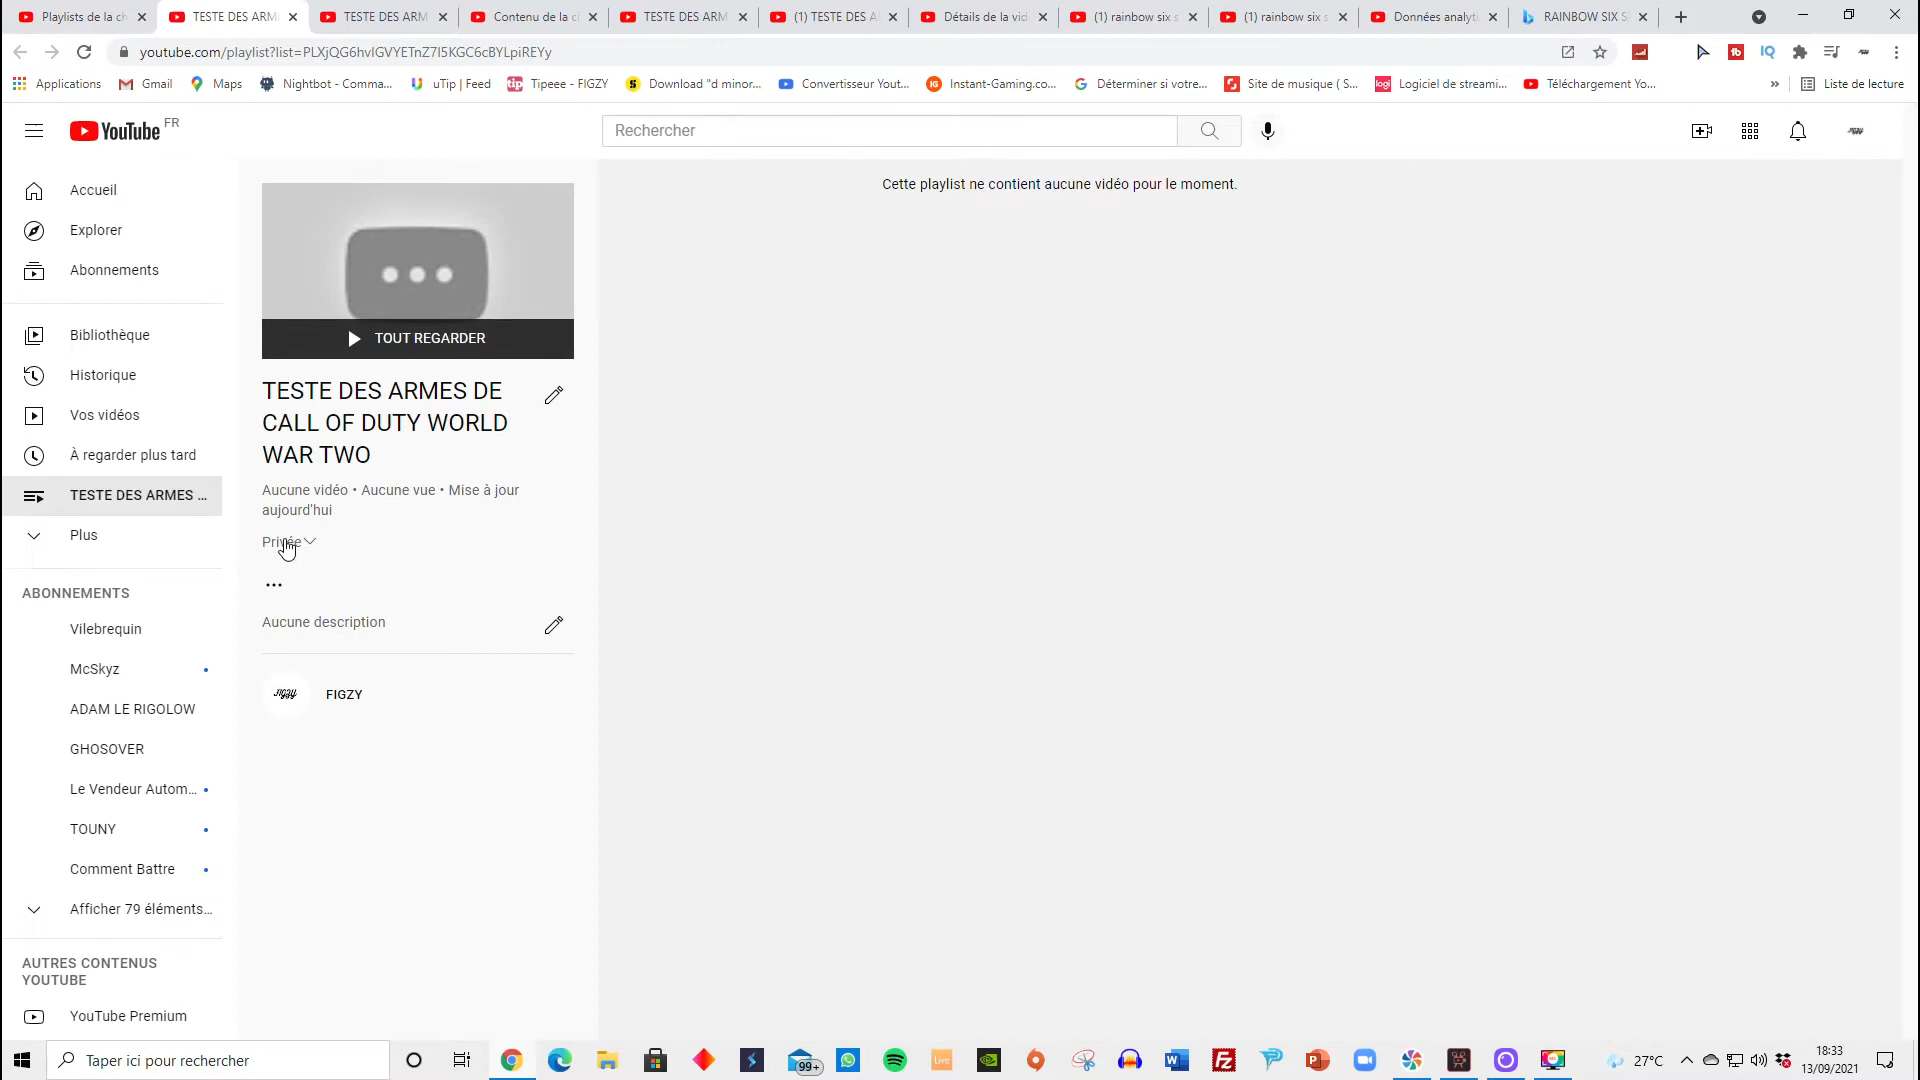 Playlists de la ch
TESTE DES ARM
TESTE DES ARM
Contenu de la c
TESTE DES ARM
(1) TESTE DES A
Détails de la vid
(1) rainbow six s
(1) rainbow six s
Données analyt
RAINBOW SIX S
youtube.com/playlist?list=PLXjQG6hvIGVYETnZ7I5KGC6cBYLpiREYy
Applications
Gmail
Maps
Nightbot - Comma...
uTip | Feed
Tipeee - FIGZY
Download "d minor...
Convertisseur Yout...
Instant-Gaming.co...
Déterminer si votre...
Site de musique ( S...
Logiciel de streami...
Téléchargement Yo...
»
Liste de lecture
YouTube FR
Rechercher
Accueil
Explorer
Abonnements
Bibliothèque
Historique
Vos vidéos
À regarder plus tard
TESTE DES ARMES ...
Plus
ABONNEMENTS
Vilebrequin
McSkyz
ADAM LE RIGOLOW
GHOSOVER
Le Vendeur Autom...
TOUNY
Comment Battre
Afficher 79 éléments...
AUTRES CONTENUS
YOUTUBE
YouTube Premium
TOUT REGARDER
TESTE DES ARMES DE
CALL OF DUTY WORLD
WAR TWO
Aucune vidéo • Aucune vue • Mise à jour
aujourd'hui
Privée
Aucune description
FIGZY
Cette playlist ne contient aucune vidéo pour le moment.
Taper ici pour rechercher
99+
27°C
18:33
13/09/2021